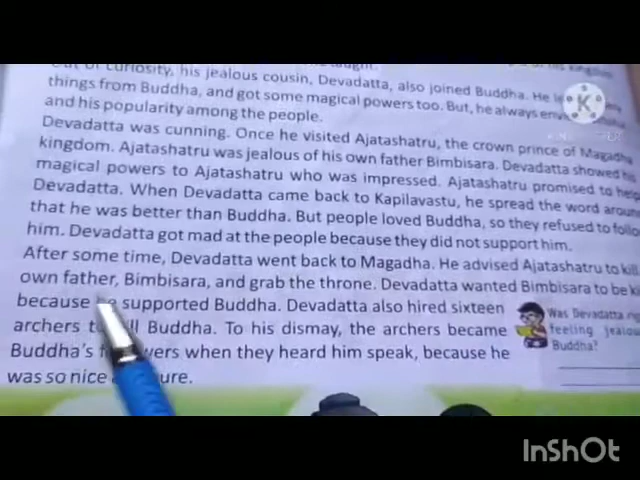 Out of curiosity, his jealous cousin, Devadatta, also joined Buddha. He
things from Buddha, and got some magical powers too. But, he always
and his popularity among the people.
Devadatta was cunning. Once he visited Ajatashatru, the crown prince of Magadha
kingdom. Ajatashatru was jealous of his own father Bimbisara. Devadatta showed his
magical powers to Ajatashatru who was impressed. Ajatashatru promised to help
Devadatta. When Devadatta came back to Kapilavastu, he spread the word
that he was better than Buddha. But people loved Buddha, so they refused to
him. Devadatta got mad at the people because they did not support him.
After some time, Devadatta went back to Magadha. He advised Ajatashatru to kill
own father, Bimbisara, and grab the throne. Devadatta wanted Bimbisara to be
because he supported Buddha. Devadatta also hired sixteen
archers to kill Buddha. To his dismay, the archers became
Buddha's when they heard him speak, because he
was so nice
Was Devadatta
feeling
Buddha?
K
InShOt